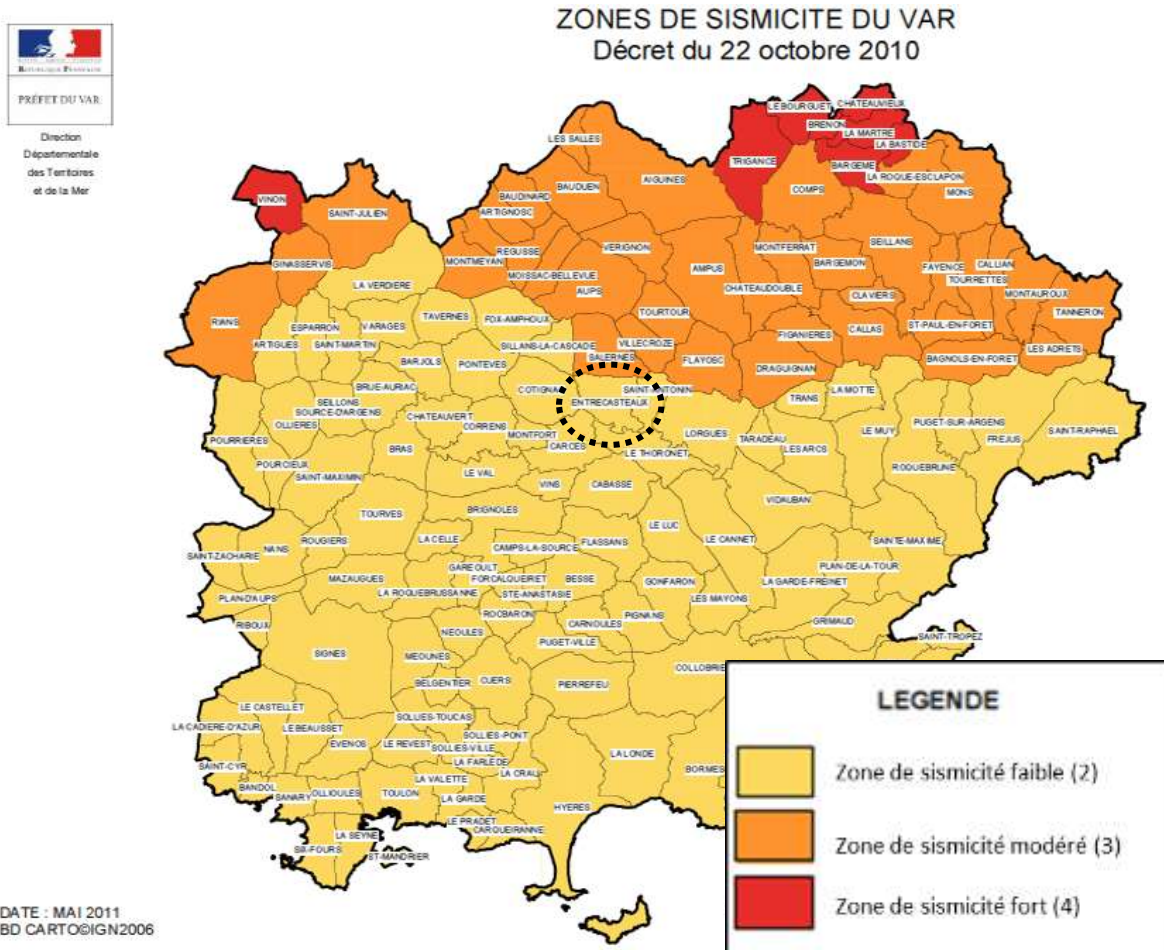 ZONES DE SISMICITE DU VAR
Décret du 22 octobre 2010
PRÉFET DU VAR
Direction
Départementale
des Territoires
et de la Mer
LE BOURGUET
CHATEAUVIEUX
BRENON
LA MARTRE
LA BASTIDE
LES SALLES
TRIGANCE
BARGEME
LA ROQUE-ESCLAPON
AIGUINES
BAUDUEN
COMPS
MONS
VINON
BAUDINARD
SAINT-JULIEN
ARTIGNOSC
SEILLANS
VERIGNON
MONTFERRAT
REGUSSE
GINASSERVIS
MONTMEYAN
BARGEMON
FAYENCE
CALLIAN
AMPUS
MOISSAC-BELLEVUE
TOURRETTES
LA VERDIERE
CHATEAUDOUBLE
AUPS
CLAVIERS
MONTAUROUX
TANNERON
TOURTOUR
RIANS
TAVERNES
FOX-AMPHOUX
ESPARRON
VARAGES
ST-PAUL-EN-FORET
FIGANIERES
CALLAS
ARTIGUES
SAINT-MARTIN
SILLANS-LA-CASCADE
VILLECROZE
LES ADRETS
SALERNES
FLAYOSC
BAGNOLS-EN-FORET
BARJOLS
PONTEVES
DRAGUIGNAN
BRUE-AURIAC
COTIGNA
SAINT-ANTONIN
LA MOTTE
SEILLONS
ENTRECASTEAUX
TRANS
SOURCE-D'ARGENS
CHATEAUVERT
OLLIERES
CORRENS
PUGET-SUR-ARGENS
LE MUY
SAINT-RAPHAEL
MONTFORT
LORGUES
POURRIERES
TARADEAU
FREJUS
BRAS
CARCES
LES ARCS
LE THORONET
POURCIEUX
ROQUEBRUNE
LE VAL
SAINT-MAXIMIN
VINS
CABASSE
VIDAUBAN
BRIGNOLES
TOURVES
LE LUC
LA CELLE
ROUGIERS
FLASSANS
LE CANNET
SAINTE-MAXIME
NANS
CAMPS-LA-SOURCE
SAINT-ZACHARIE
GAREOULT
PLAN-DE-LA-TOUR
MAZAUGUES
FORCALQUEIRET
BESSE
GONFARON
LA GARDE-FREINET
LA ROQUEBRUSSANNE
STE-ANASTASIE
PLAN-D'AUPS
LES MAYONS
ROCBARON
PIGNANS
RIBOUX
CARNOULES
GRIMAUD
NEOULES
SAINT-TROPEZ
PUGET-VILLE
SIGNES
MEOUNES
COLLOBRIE
BELGENTIER
CUERS
PIERREFEU
LE CASTELLET
SOLLIES-TOUCAS
LA CADIERE-D'AZUR
LE BEAUSSET
SOLLIES-PONT
EVENOS
LE REVEST
SOLLIES-VILLE
LA LONDE
LA FARLEDE
SAINT-CYR
LA CRAU
BORMES
LA VALETTE
BANDOL
SANARY
OLLIOULES
TOULON
LA GARDE
HYERES
LE PRADET
CARQUEIRANNE
LA SEYNE
SIX-FOURS
ST-MANDRIER
LEGENDE
Zone de sismicité faible (2)
Zone de sismicité modéré (3)
Zone de sismicité fort (4)
DATE : MAI 2011
BD CARTO©IGN2006